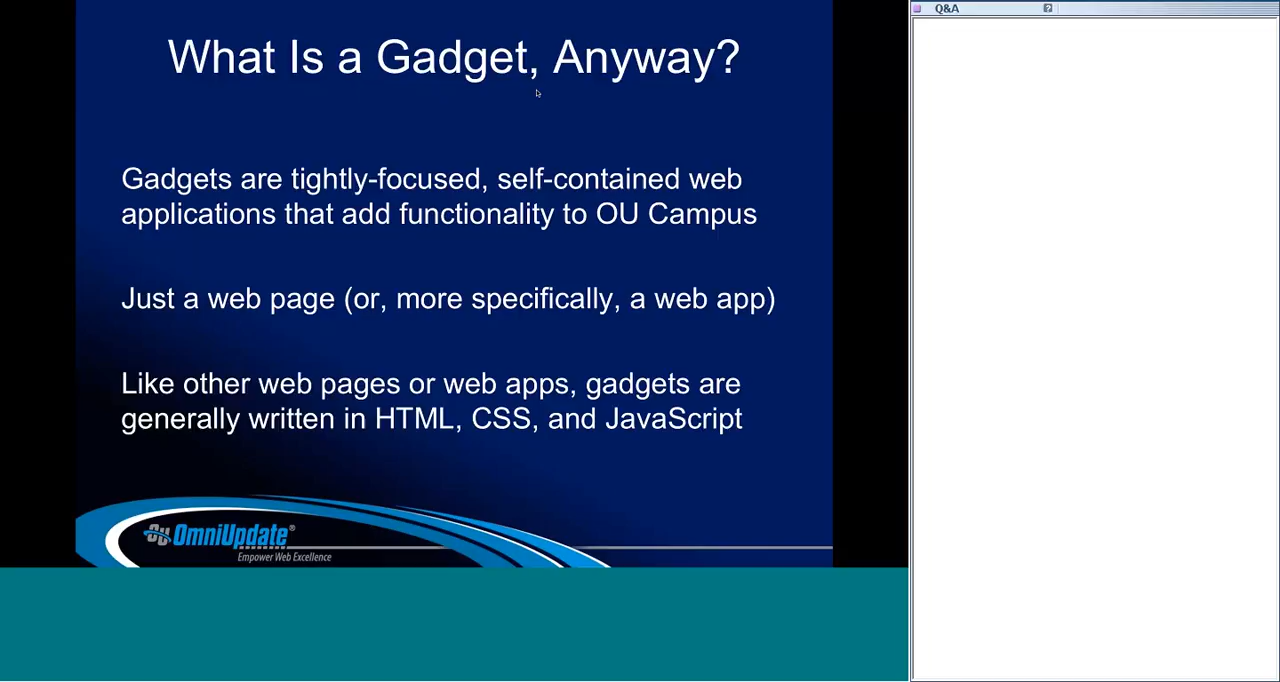 What Is a Gadget, Anyway?
Gadgets are tightly-focused, self-contained web
applications that add functionality to OU Campus
Just a web page (or, more specifically, a web app)
Like other web pages or web apps, gadgets are
generally written in HTML, CSS, and JavaScript
OU OmniUpdate®
Empower Web Excellence
Q&A
?